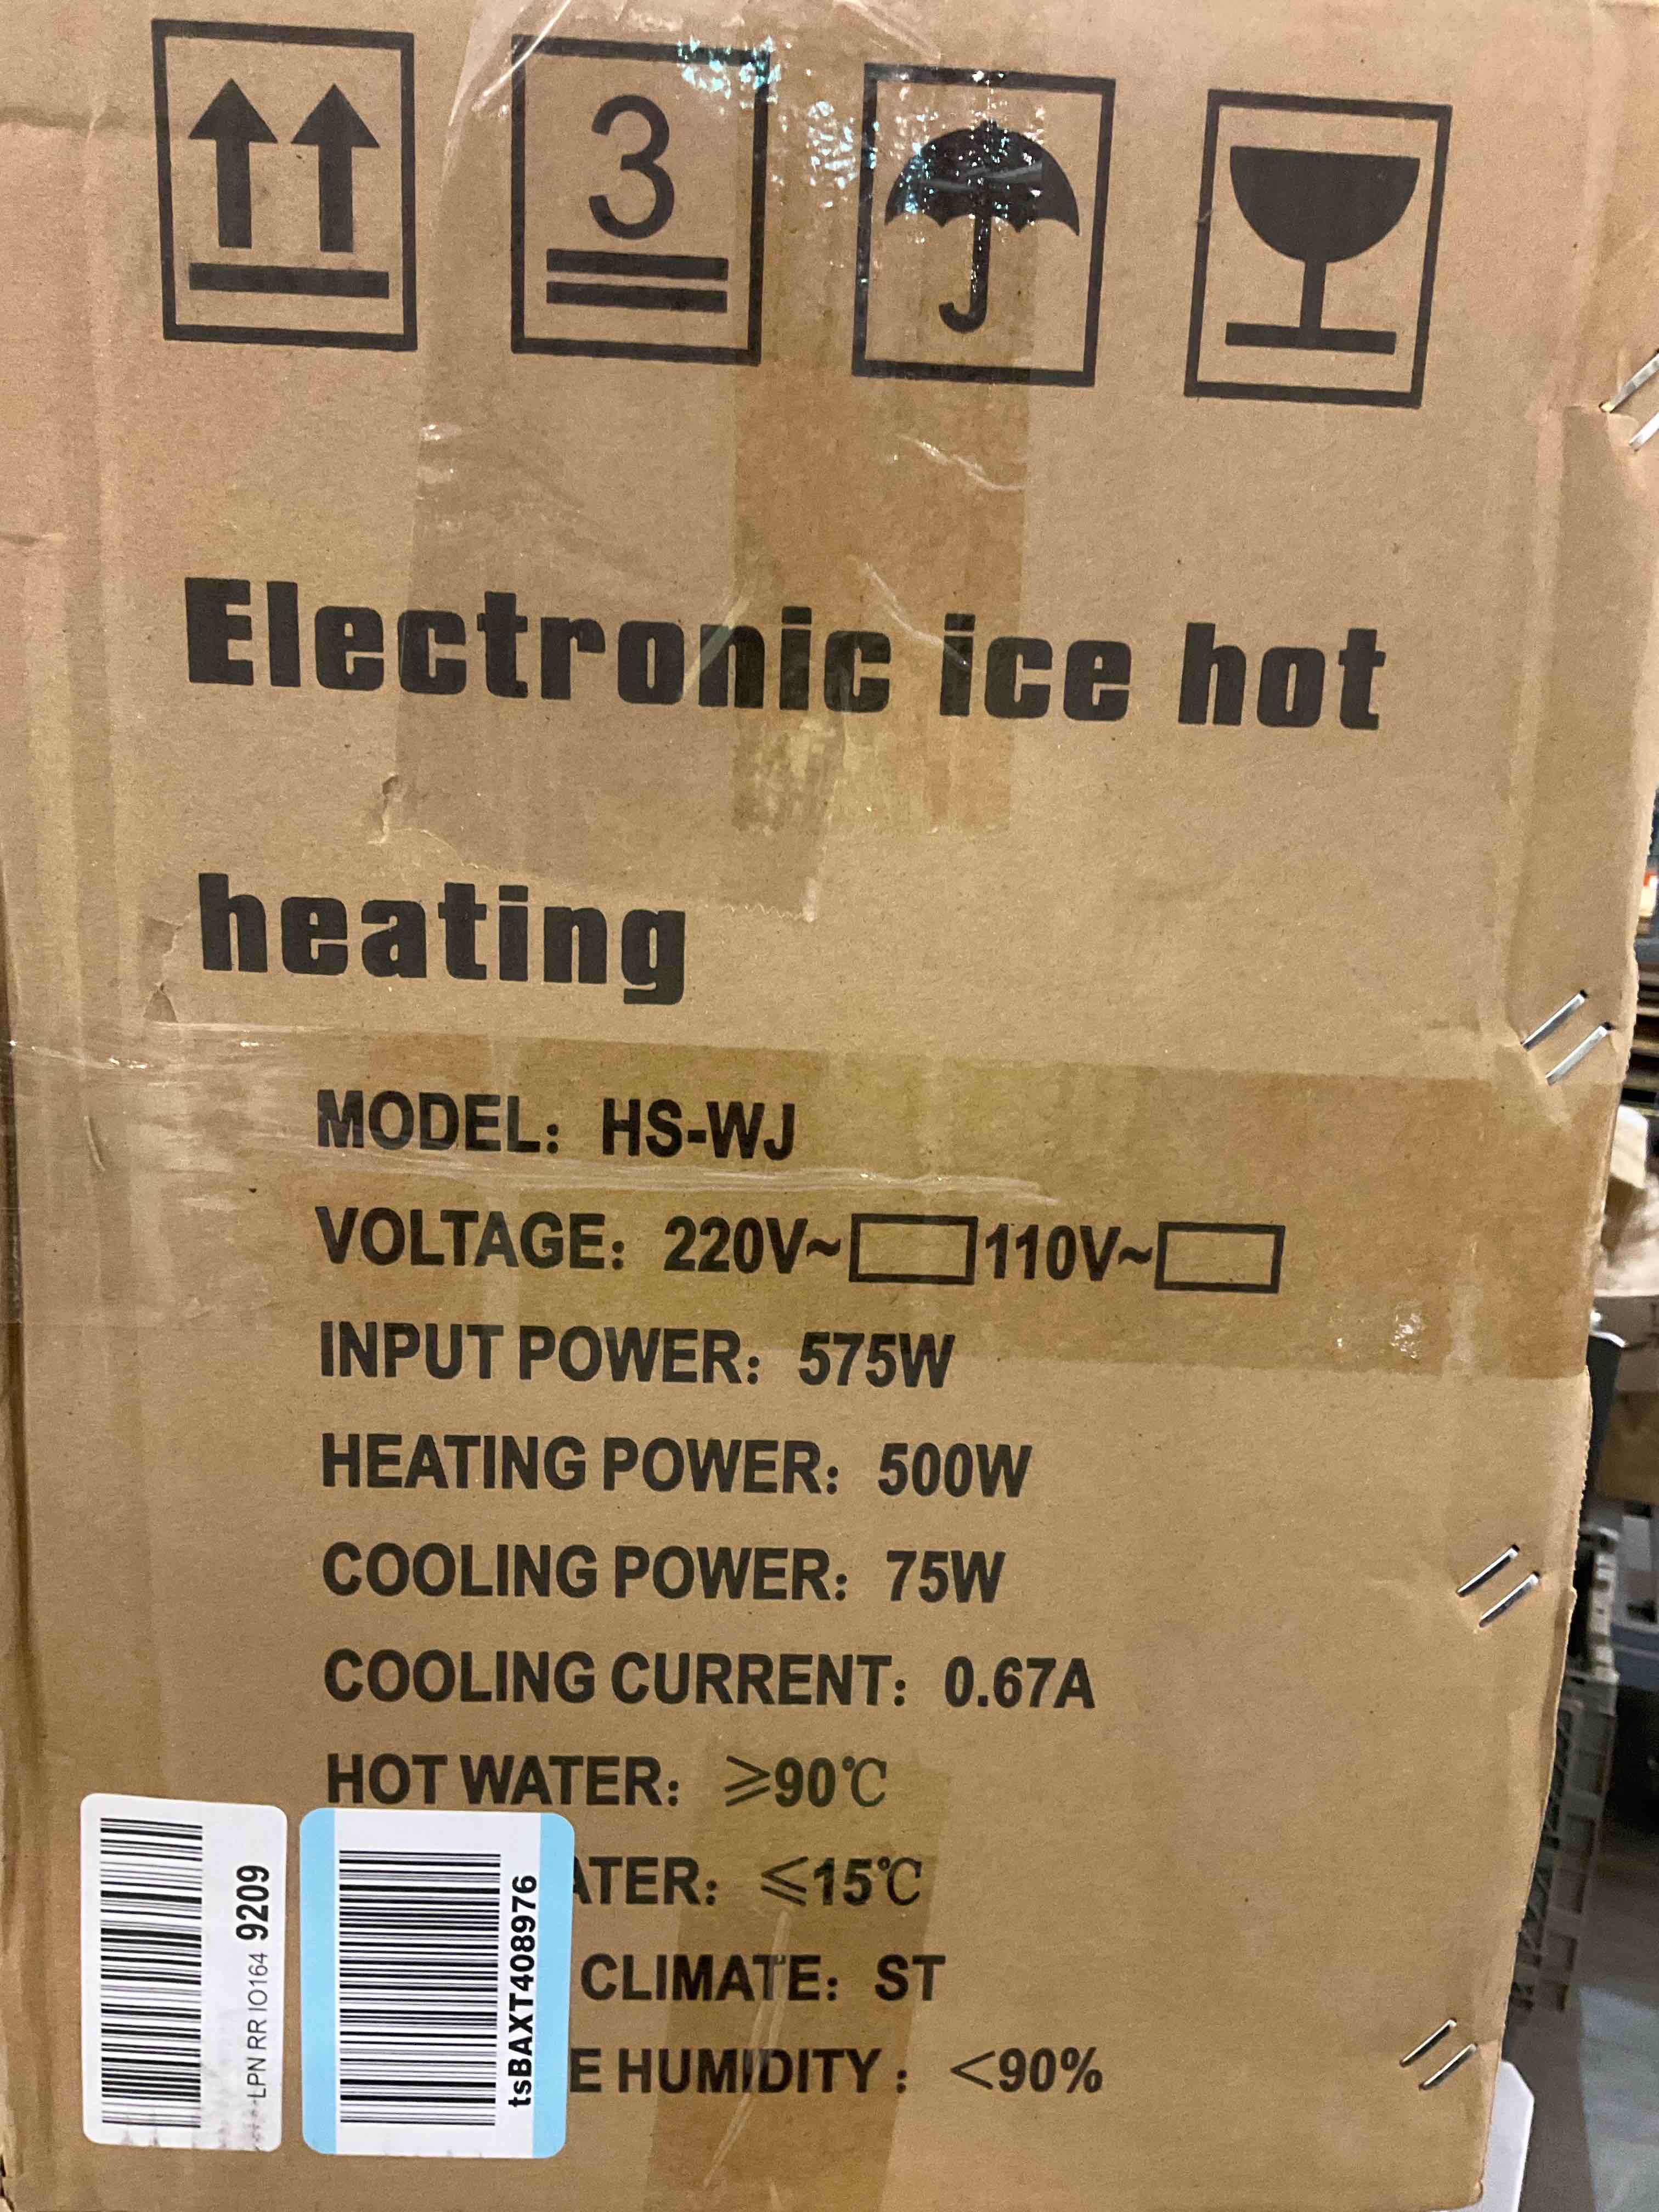 3
Electronic ice hot
heating
MODEL: HS-WJ
VOLTAGE: 220V~ 110V~
INPUT POWER: 575W
HEATING POWER: 500W
COOLING POWER: 75W
COOLING CURRENT: 0.67A
HOT WATER: ⩾90℃
ATER: ⩽15℃
CLIMATE: ST
E HUMIDITY: <90%
LPN RR IO164 9209
tsBAXT408976